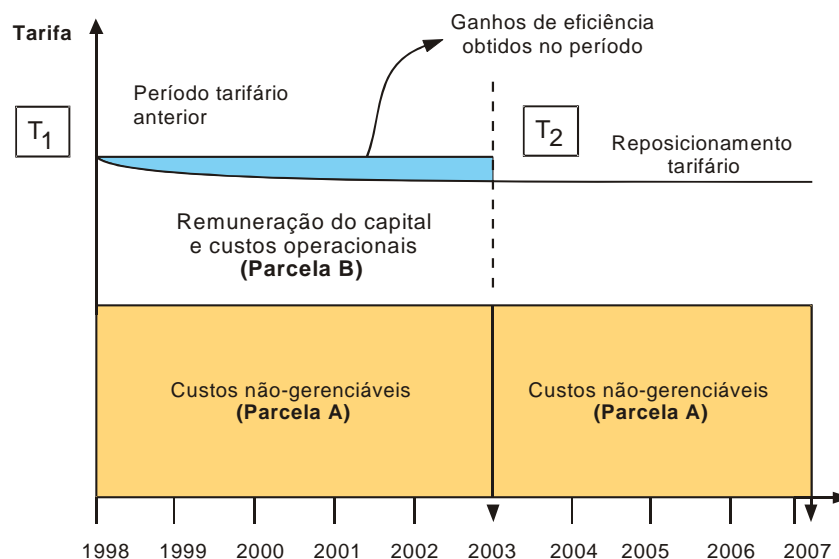 Tarifa
Ganhos de eficiência
obtidos no período
Período tarifário
anterior
T1
T2
Reposicionamento
tarifário
Remuneração do capital
e custos operacionais
(Parcela B)
Custos não-gerenciáveis
(Parcela A)
Custos não-gerenciáveis
(Parcela A)
1998 1999 2000 2001 2002 2003 2004 2005 2006 2007